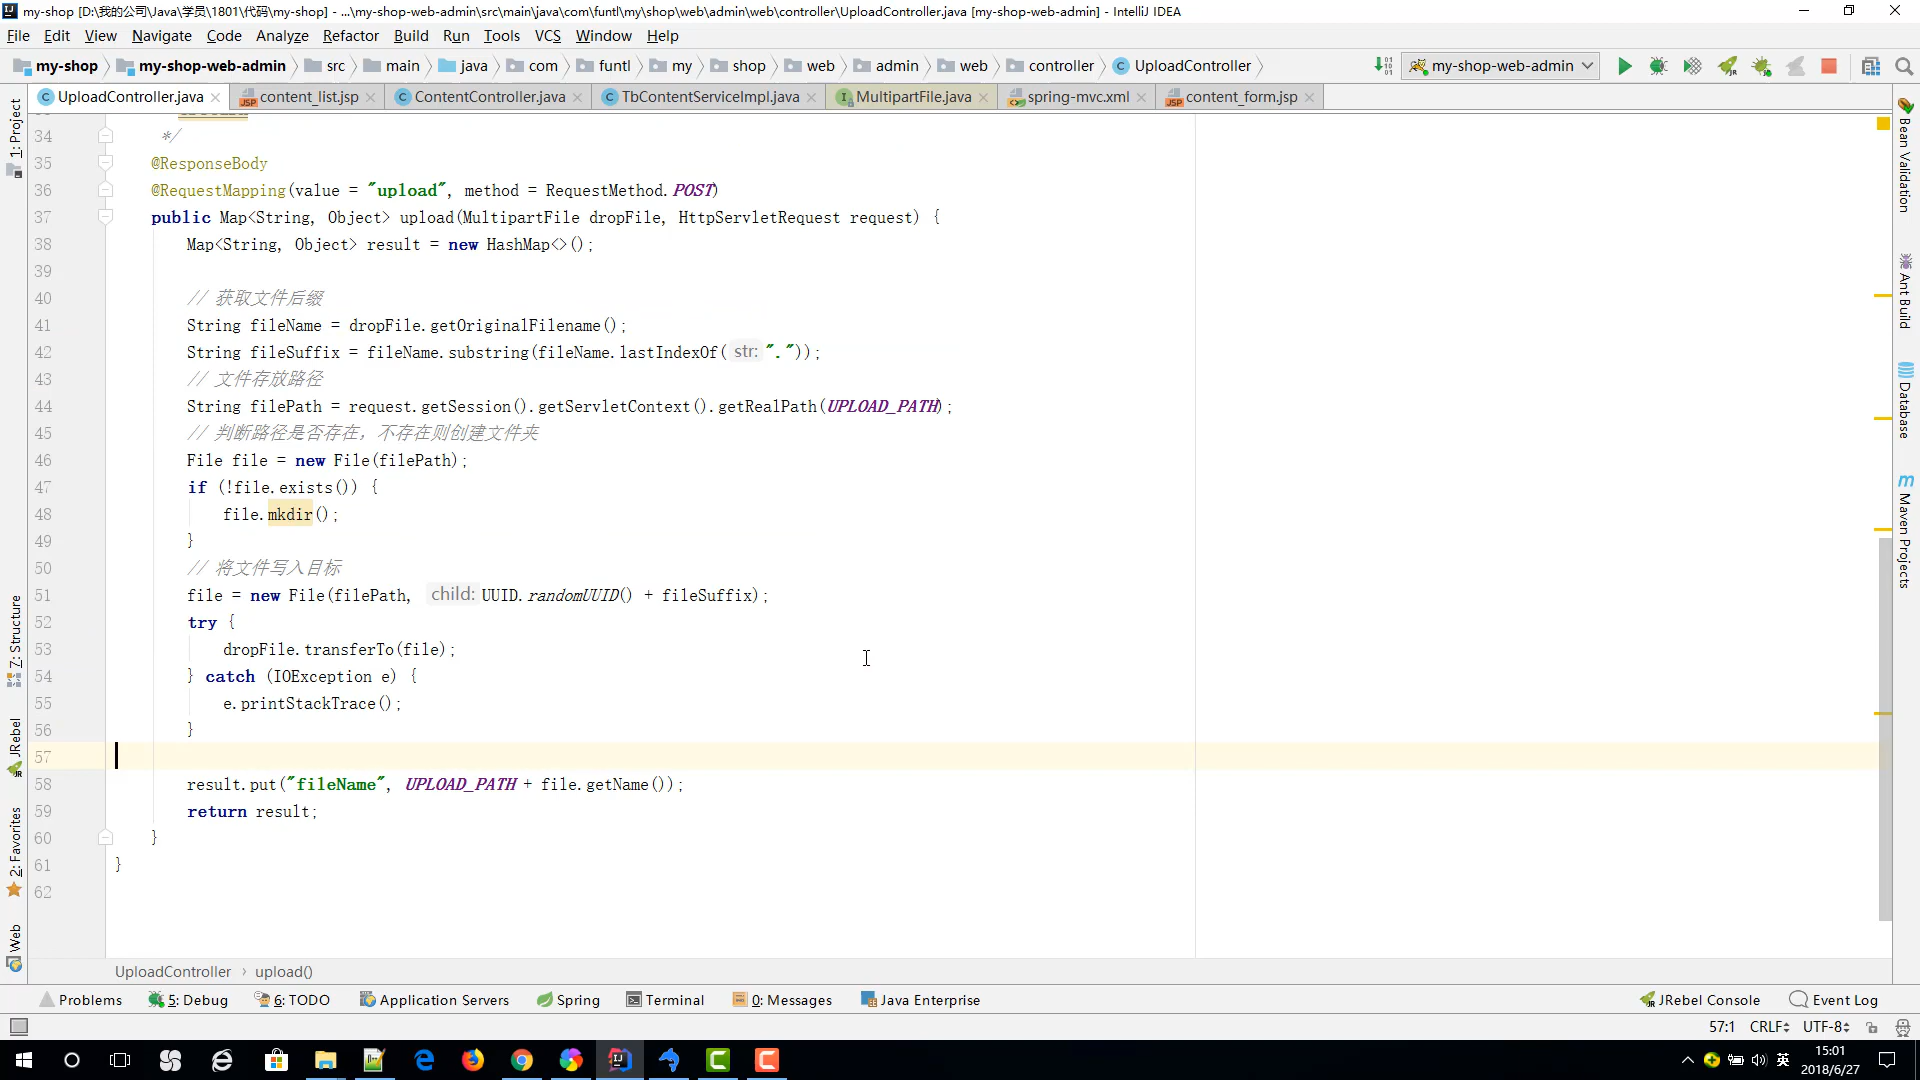 my-shop [D:\我的公司\Java\学员\1801\代码\my-shop] - ...\my-shop-web-admin\src\main\java\com\funtl\my\shop\web\admin\web\controller\UploadController.java [my-shop-web-admin] - IntelliJ IDEA
File Edit View Navigate Code Analyze Refactor Build Run Tools VCS Window Help
my-shop my-shop-web-admin src main java com funtl my shop web admin web controller UploadController my-shop-web-admin
UploadController.java content_list.jsp ContentController.java TbContentServiceImpl.java MultipartFile.java spring-mvc.xml content_form.jsp
34 */
35 @ResponseBody
36 @RequestMapping(value = "upload", method = RequestMethod.POST)
37 public Map<String, Object> upload(MultipartFile dropFile, HttpServletRequest request) {
38 Map<String, Object> result = new HashMap<>();
39
40 // 获取文件后缀
41 String fileName = dropFile.getOriginalFilename();
42 String fileSuffix = fileName.substring(fileName.lastIndexOf( str: "."));
43 // 文件存放路径
44 String filePath = request.getSession().getServletContext().getRealPath(UPLOAD_PATH);
45 // 判断路径是否存在，不存在则创建文件夹
46 File file = new File(filePath);
47 if (!file.exists()) {
48 file.mkdir();
49 }
50 // 将文件写入目标
51 file = new File(filePath, child: UUID.randomUUID() + fileSuffix);
52 try {
53 dropFile.transferTo(file);
54 } catch (IOException e) {
55 e.printStackTrace();
56 }
57
58 result.put("fileName", UPLOAD_PATH + file.getName());
59 return result;
60 }
61 }
62
1: Project
7: Structure
JRebel
2: Favorites
Web
Bean Validation
Ant Build
Database
Maven Projects
UploadController › upload()
Problems 5: Debug 6: TODO Application Servers Spring Terminal 0: Messages Java Enterprise JRebel Console Event Log
57:1 CRLF UTF-8
英 15:01
2018/6/27